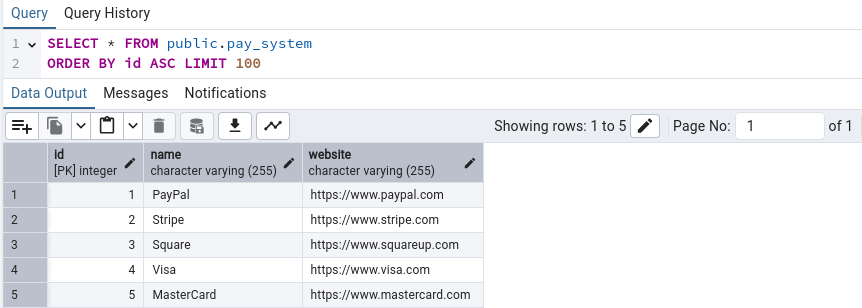 Query Query History
1 SELECT * FROM public.pay_system
2 ORDER BY id ASC LIMIT 100
Data Output Messages Notifications
Showing rows: 1 to 5 Page No: 1 of 1
id name website
[PK] integer character varying (255) character varying (255)
1 1 PayPal https://www.paypal.com
2 2 Stripe https://www.stripe.com
3 3 Square https://www.squareup.com
4 4 Visa https://www.visa.com
5 5 MasterCard https://www.mastercard.com